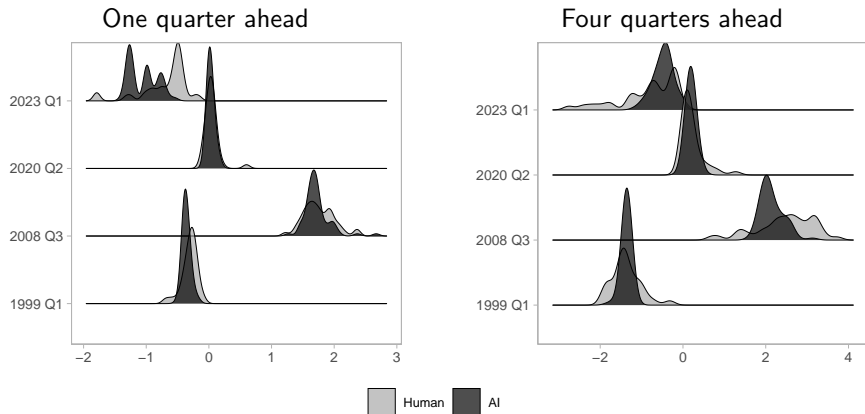 One quarter ahead
2023 Q1
2020 Q2
2008 Q3
1999 Q1
−2 −1 0 1 2 3
Four quarters ahead
2023 Q1
2020 Q2
2008 Q3
1999 Q1
−2 0 2 4
Human AI